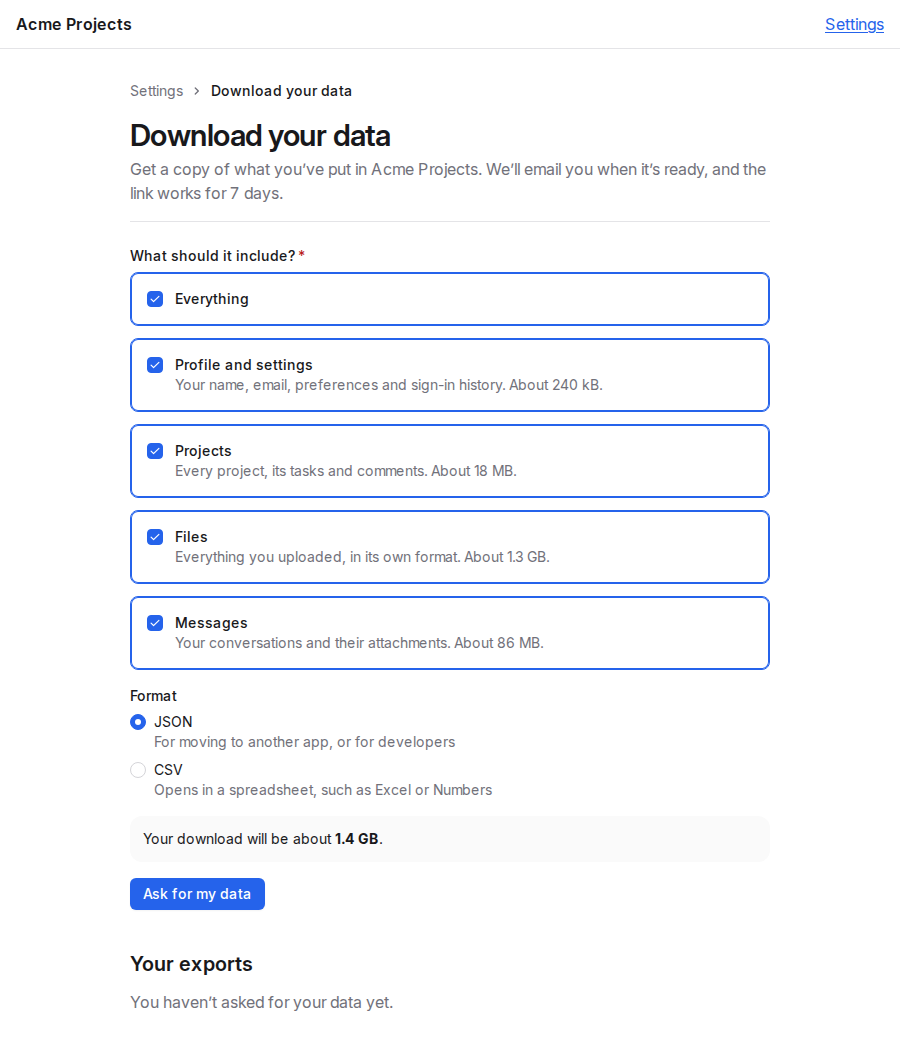 Acme Projects
Settings
Settings
Download your data
Download your data
Get a copy of what you’ve put in Acme Projects. We’ll email you when it’s ready, and the
link works for 7 days.
What should it include? *
Everything
Profile and settings
Your name, email, preferences and sign-in history. About 240 kB.
Projects
Every project, its tasks and comments. About 18 MB.
Files
Everything you uploaded, in its own format. About 1.3 GB.
Messages
Your conversations and their attachments. About 86 MB.
Format
JSON
For moving to another app, or for developers
CSV
Opens in a spreadsheet, such as Excel or Numbers
Your download will be about 1.4 GB.
Ask for my data
Your exports
You haven’t asked for your data yet.